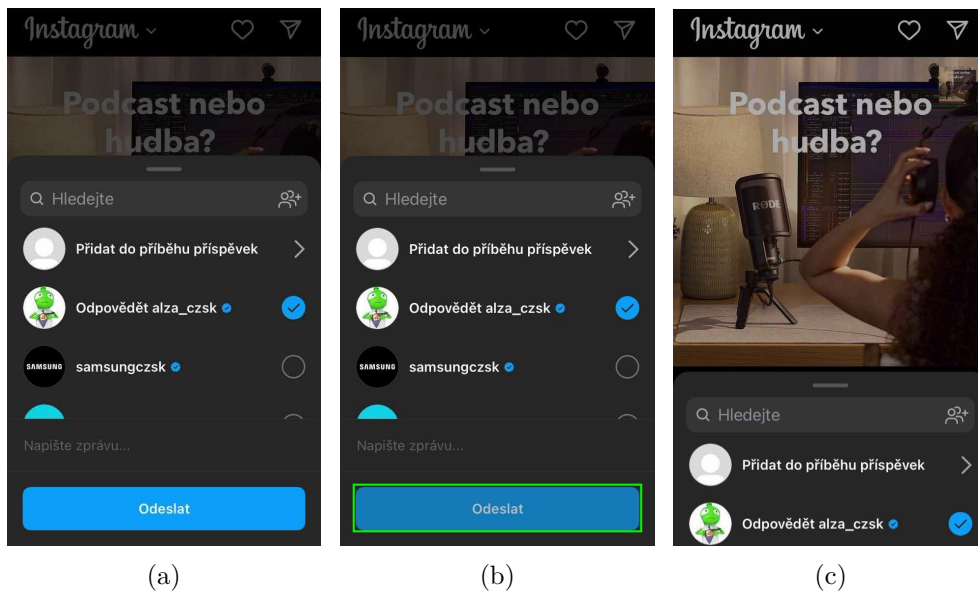 Instagram
Podcast nebo
hudba?
Hledejte
Přidat do příběhu příspěvek
Odpovědět alza_czsk
SAMSUNG
samsungczsk
Napište zprávu...
Odeslat
(a)
Instagram
Podcast nebo
hudba?
Hledejte
Přidat do příběhu příspěvek
Odpovědět alza_czsk
SAMSUNG
samsungczsk
Napište zprávu...
Odeslat
(b)
Instagram
Podcast nebo
hudba?
RØDE
Hledejte
Přidat do příběhu příspěvek
Odpovědět alza_czsk
(c)